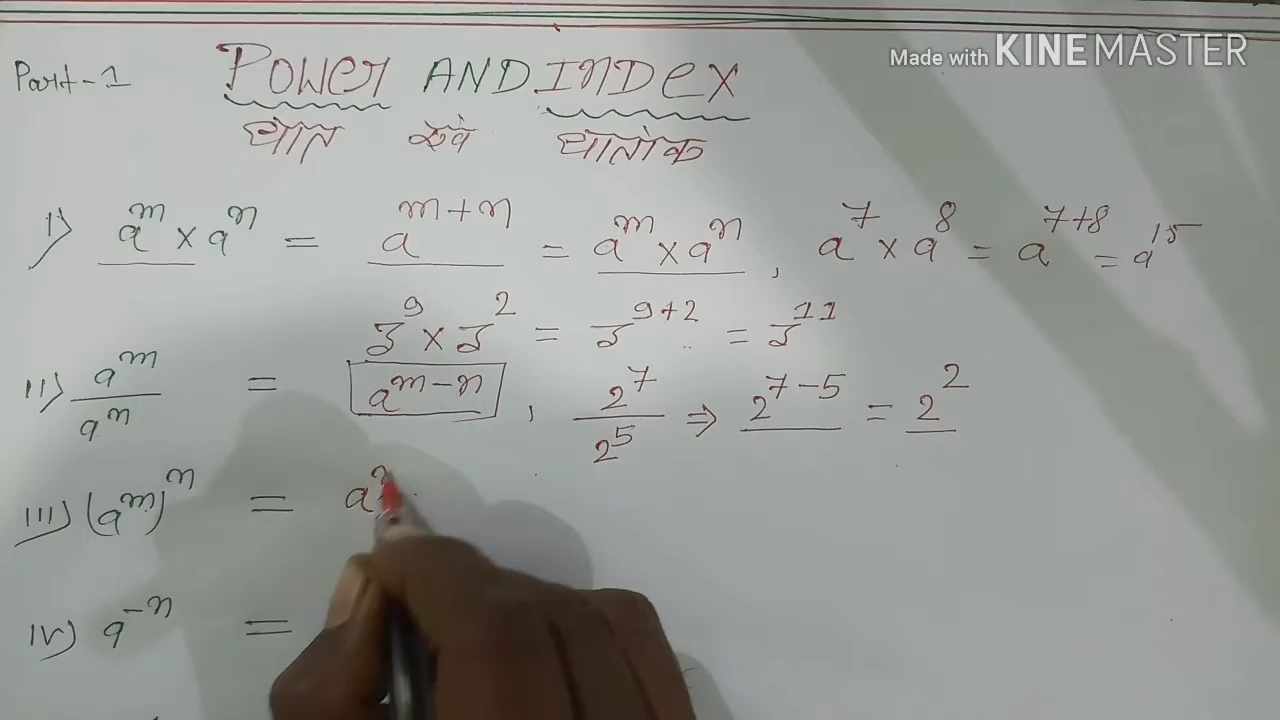 Made with KINEMASTER
Part-1 POWER AND INDEX
घात एवं घातांक
I) a^m × a^n = a^(m+n) = a^m × a^n , a^7 × a^8 = a^(7+8) = a^15
3^9 × 3^2 = 3^(9+2) = 3^11
II) a^m / a^n = a^(m-n) , 2^7 / 2^5 ⇒ 2^(7-5) = 2^2
III) (a^m)^n = a
IV) a^-n =